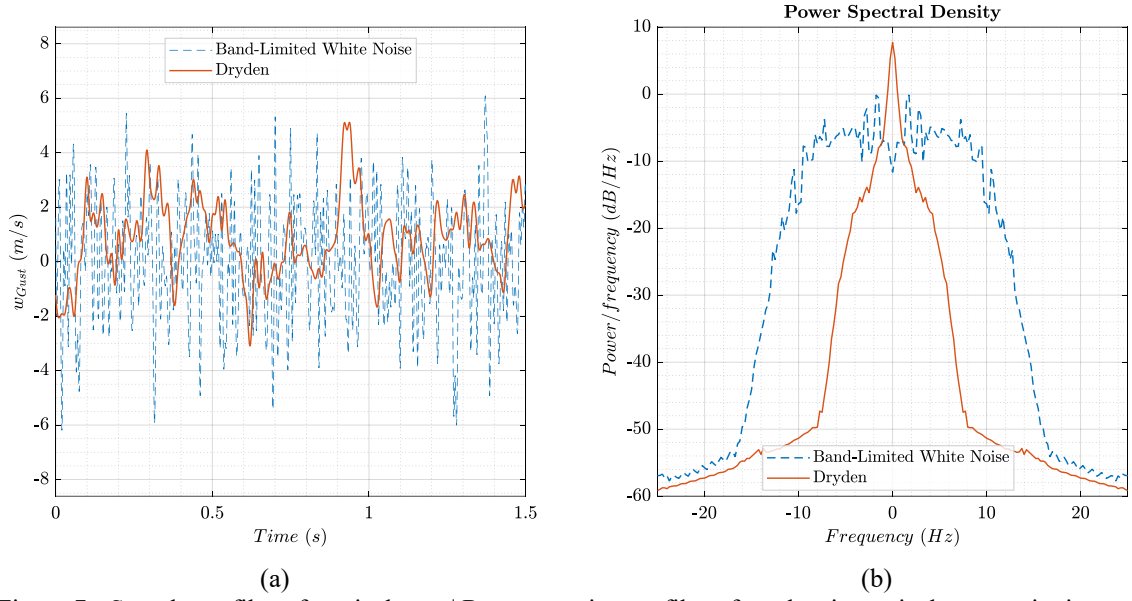 Power Spectral Density
8
6
4
2
0
-2
-4
-6
-8
w_Gust (m/s)
Band-Limited White Noise
Dryden
0
0.5
1
1.5
Time (s)
(a)
10
0
-10
-20
-30
-40
-50
-60
Power/frequency (dB/Hz)
Band-Limited White Noise
Dryden
-20
-10
0
10
20
Frequency (Hz)
(b)